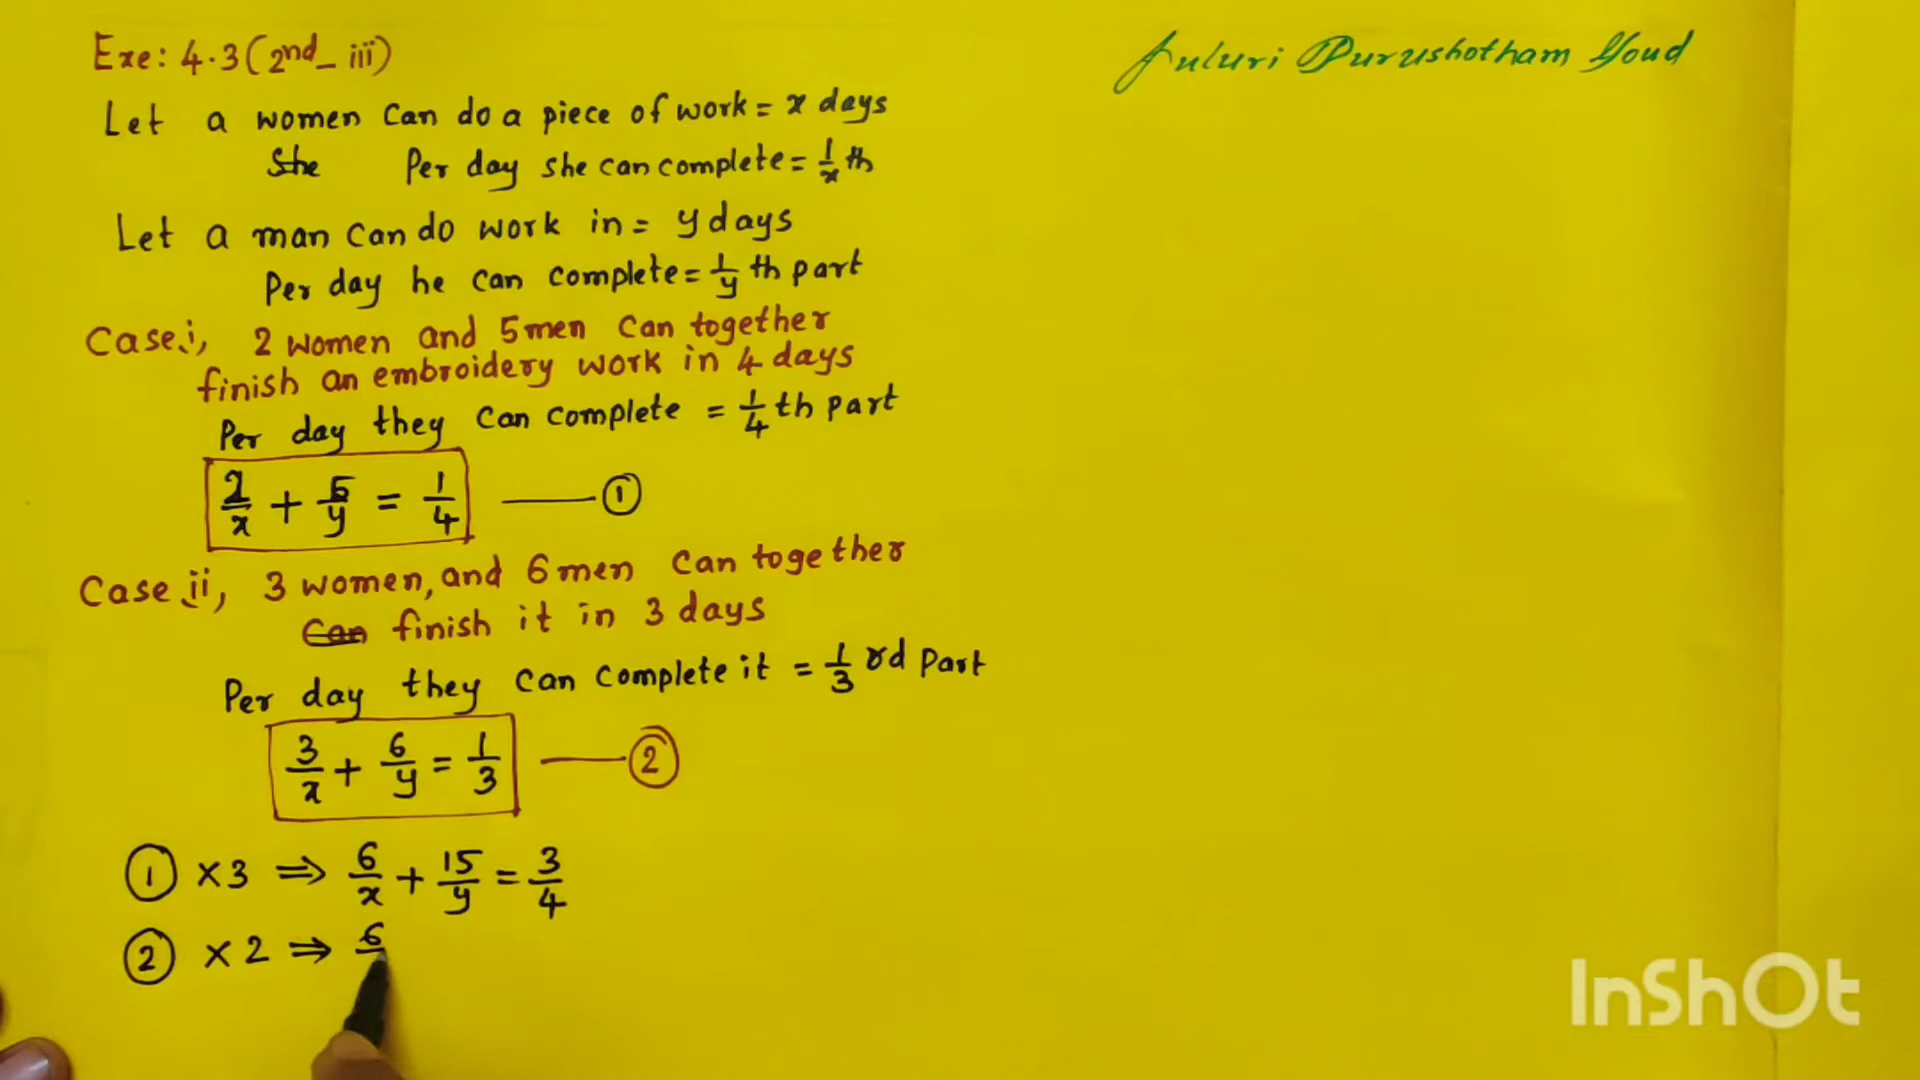 Exe: 4.3 (2nd_ iii)
Juluri Purushotham Goud
Let a women can do a piece of work = x days
She Per day she can complete = 1/x th
Let a man can do work in = y days
Per day he can complete = 1/y th part
Case i, 2 women and 5 men can together
finish an embroidery work in 4 days
Per day they can complete = 1/4 th part
2/x + 5/y = 1/4 —— ①
Case ii, 3 women, and 6 men can together
Can finish it in 3 days
Per day they can complete it = 1/3 rd part
3/x + 6/y = 1/3 —— ②
① × 3 ⇒ 6/x + 15/y = 3/4
② × 2 ⇒ 6
InShOt